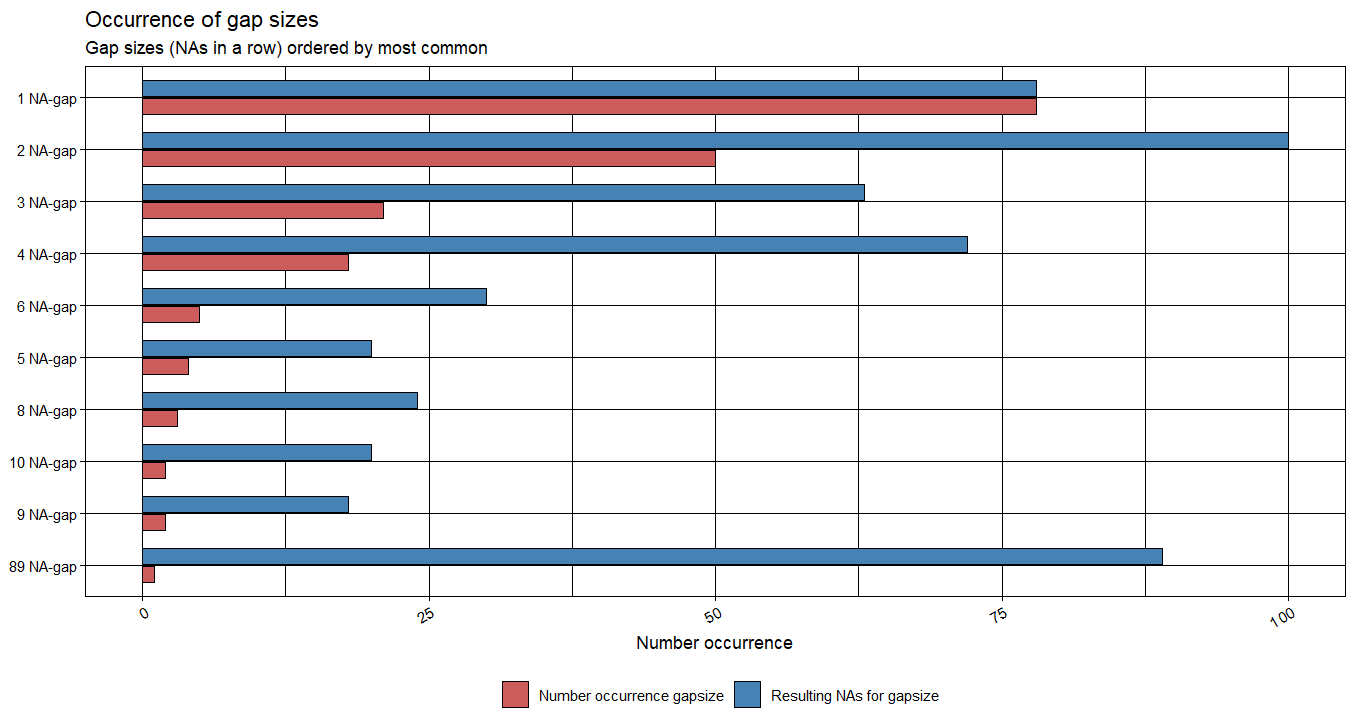 Occurrence of gap sizes
Gap sizes (NAs in a row) ordered by most common
1 NA-gap
2 NA-gap
3 NA-gap
4 NA-gap
6 NA-gap
5 NA-gap
8 NA-gap
10 NA-gap
9 NA-gap
89 NA-gap
0 25 50 75 100
Number occurrence
Number occurrence gapsize Resulting NAs for gapsize